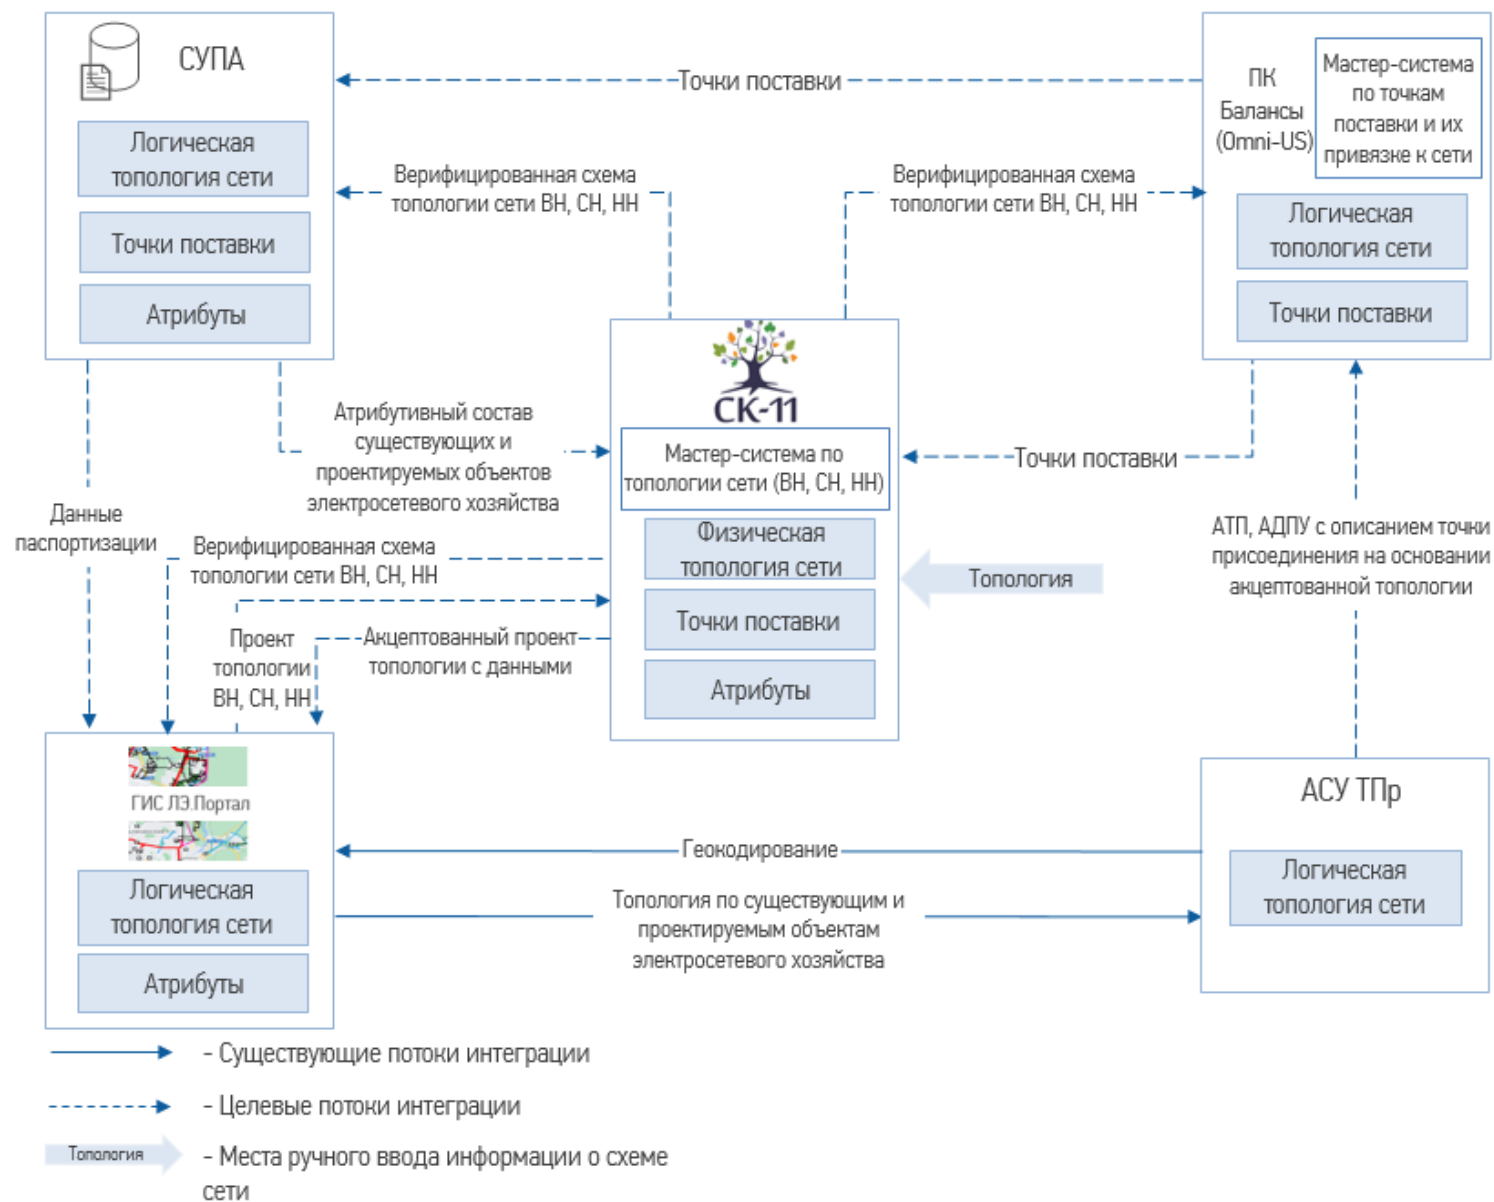 СУПА
Логическая
топология сети
Точки поставки
Атрибуты
Точки поставки
ПК
Балансы
(Omni-US)
Мастер-система
по точкам
поставки и их
привязке к сети
Логическая
топология сети
Точки поставки
Верифицированная схема
топологии сети ВН, СН, НН
Верифицированная схема
топологии сети ВН, СН, НН
СК-11
Мастер-система по
топологии сети (ВН, СН, НН)
Физическая
топология сети
Точки поставки
Атрибуты
Атрибутивный состав
существующих и
проектируемых объектов
электросетевого хозяйства
Точки поставки
Данные
паспортизации
Верифицированная схема
топологии сети ВН, СН, НН
Топология
АТП, АДПУ с описанием точки
присоединения на основании
акцептованной топологии
Проект
топологии
ВН, СН, НН
Акцептованный проект
топологии с данными
ГИС ЛЭ.Портал
Логическая
топология сети
Атрибуты
Геокодирование
Топология по существующим и
проектируемым объектам
электросетевого хозяйства
АСУ ТПр
Логическая
топология сети
- Существующие потоки интеграции
- Целевые потоки интеграции
Топология
- Места ручного ввода информации о схеме
сети